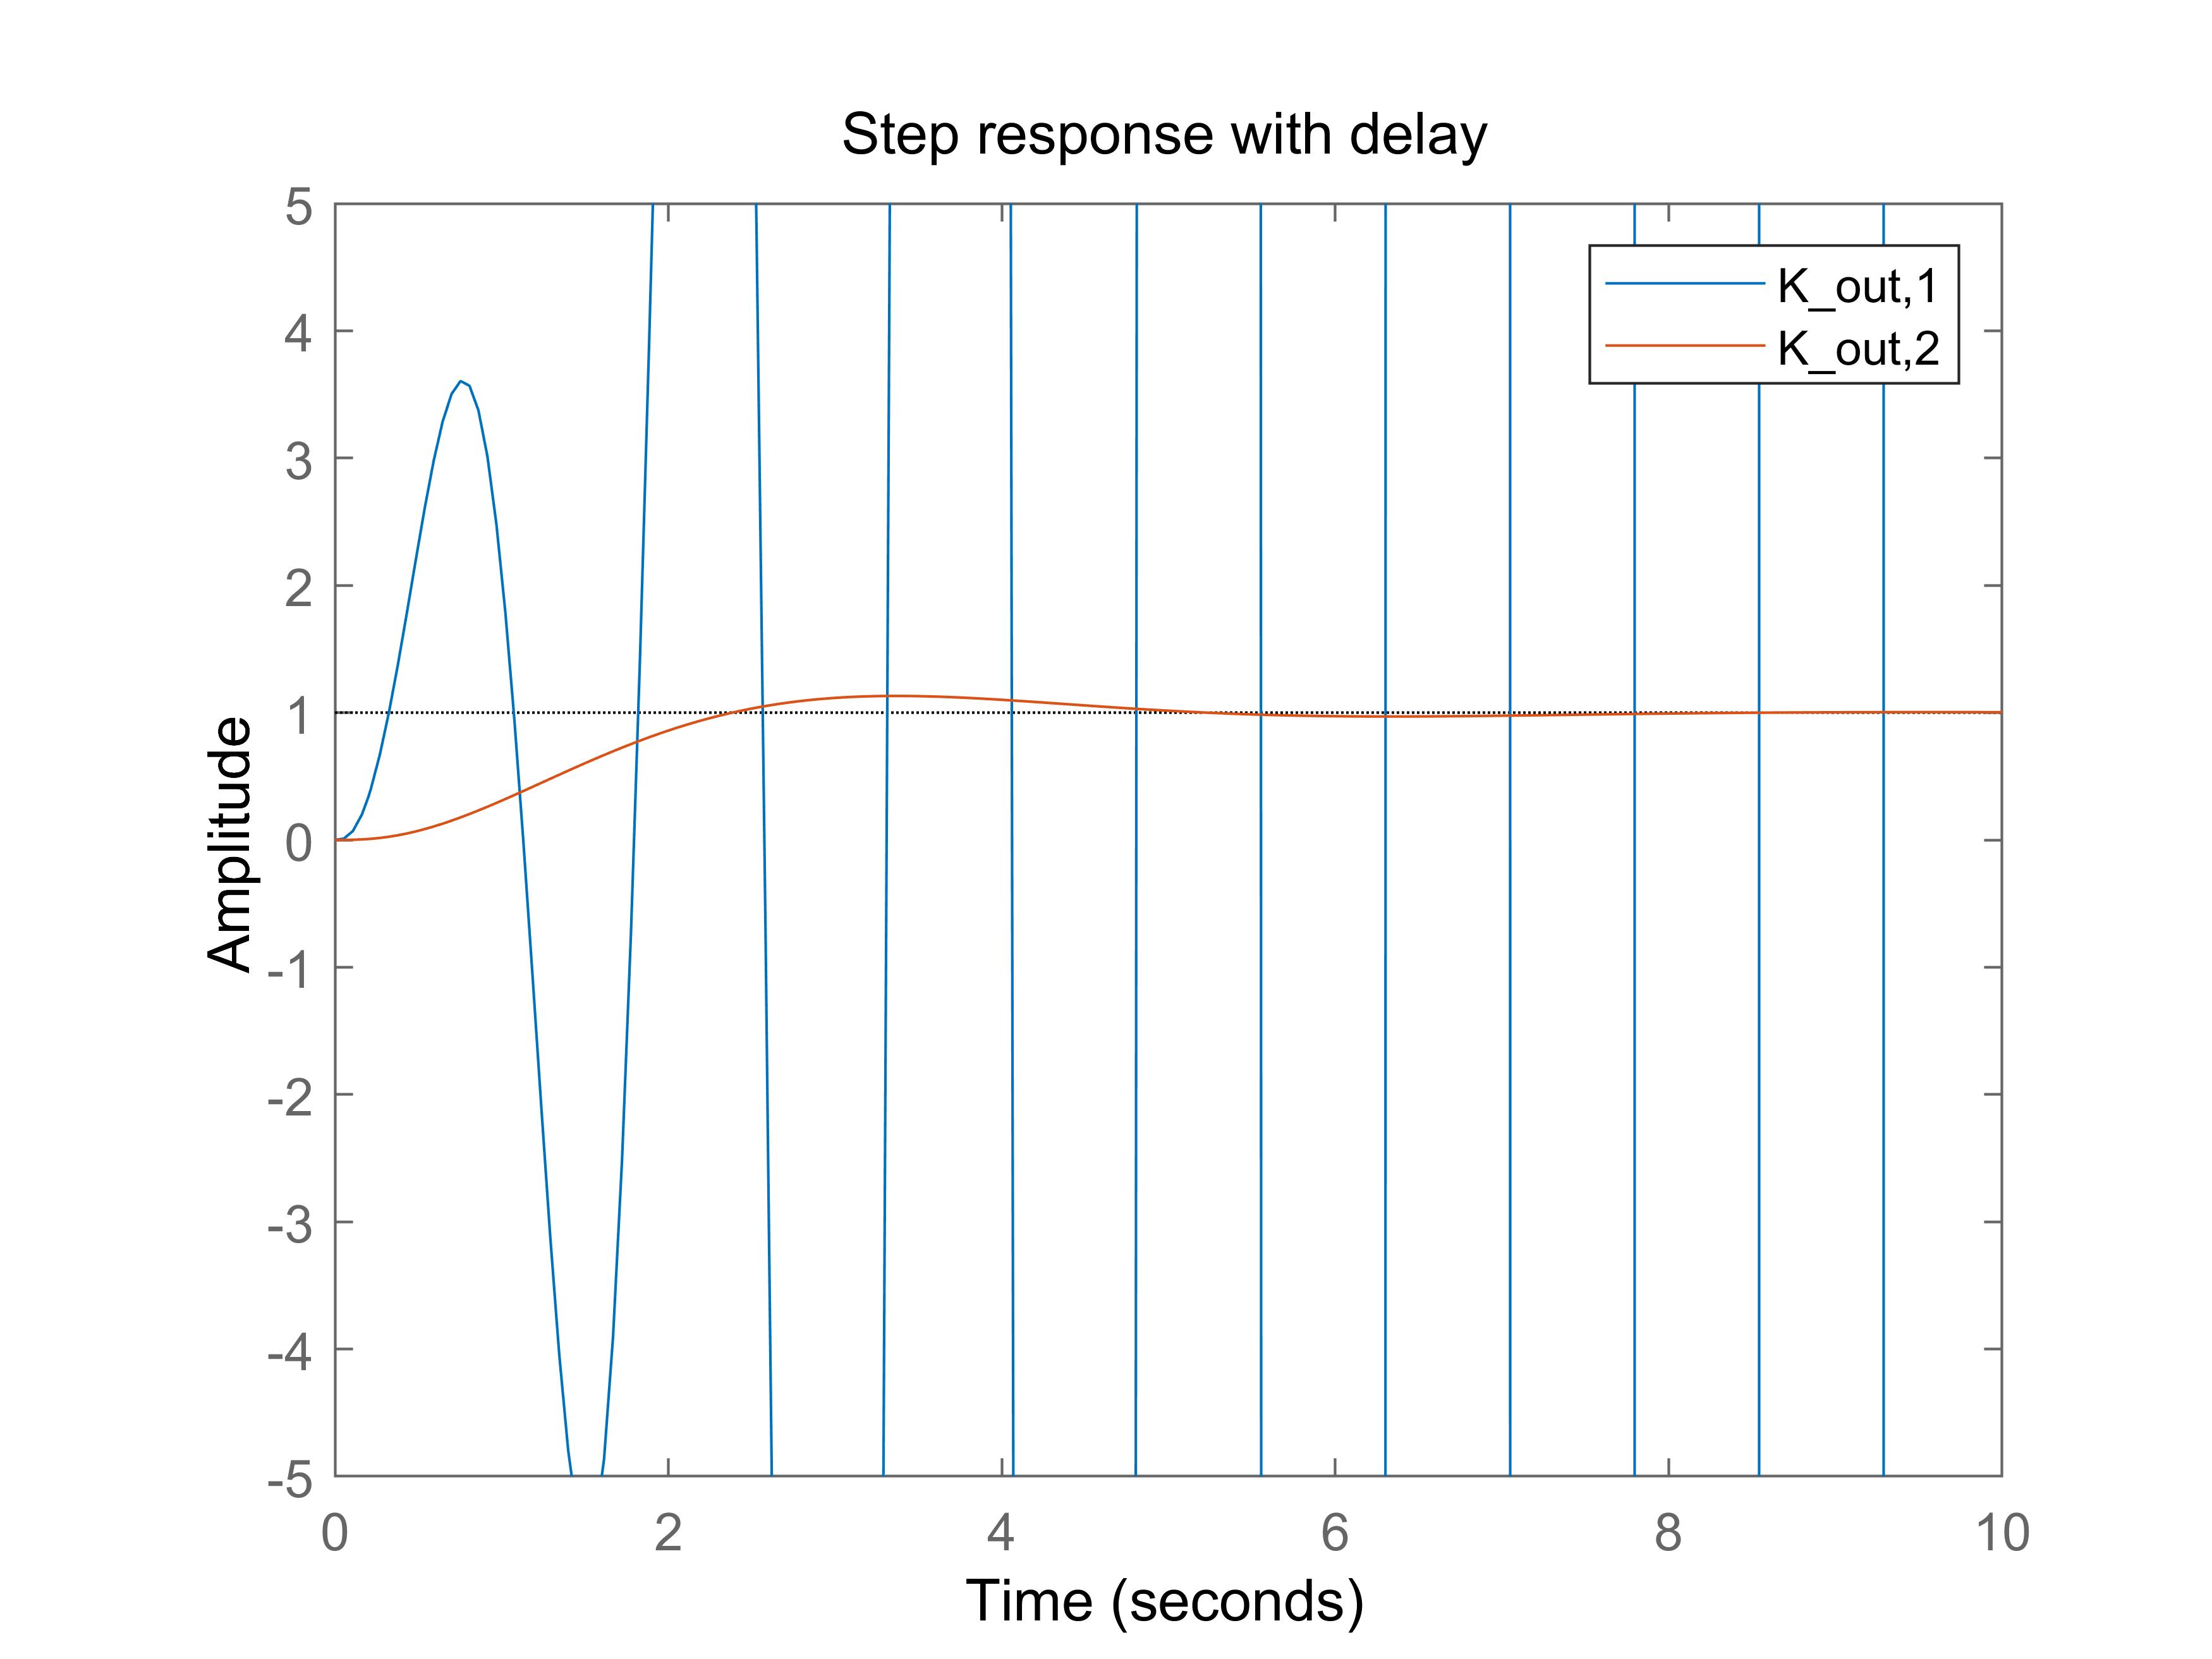 Step response with delay
5
4
3
2
1
0
-1
-2
-3
-4
-5
Amplitude
K_out,1
K_out,2
0 2 4 6 8 10
Time (seconds)